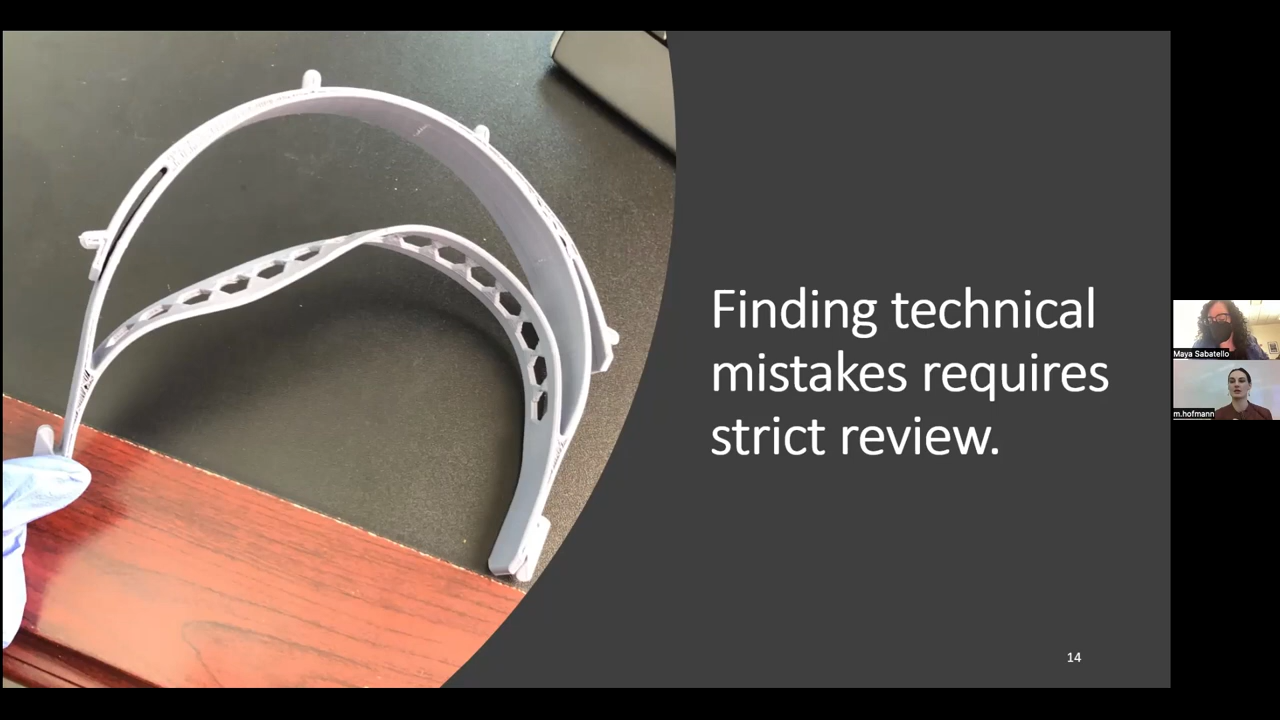 Finding technical
mistakes requires
strict review.
14
Maya Sabatello
m.hofmann